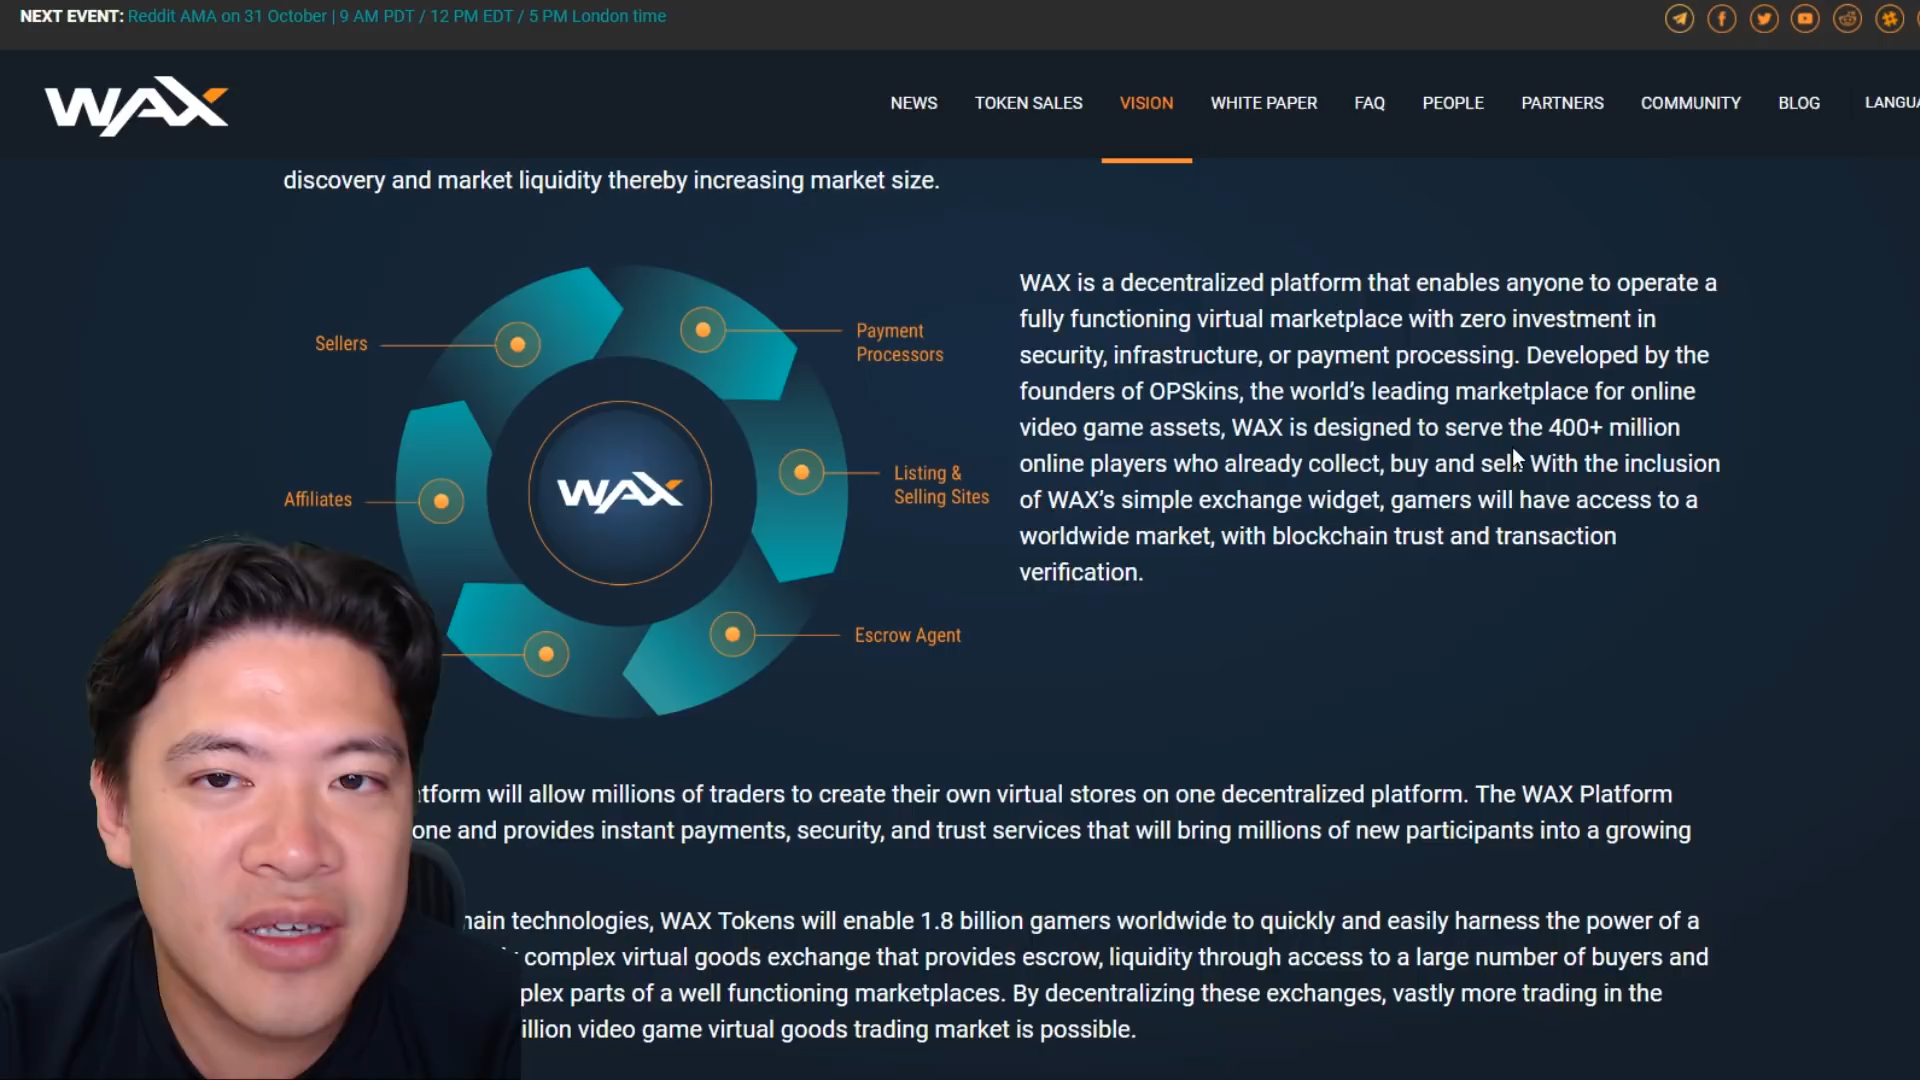 NEXT EVENT: Reddit AMA on 31 October | 9 AM PDT / 12 PM EDT / 5 PM London time
WAX
NEWS TOKEN SALES VISION WHITE PAPER FAQ PEOPLE PARTNERS COMMUNITY BLOG LANGUA
discovery and market liquidity thereby increasing market size.
Sellers
Payment
Processors
Affiliates
WAX
Listing &
Selling Sites
Escrow Agent
WAX is a decentralized platform that enables anyone to operate a
fully functioning virtual marketplace with zero investment in
security, infrastructure, or payment processing. Developed by the
founders of OPSkins, the world’s leading marketplace for online
video game assets, WAX is designed to serve the 400+ million
online players who already collect, buy and sell. With the inclusion
of WAX’s simple exchange widget, gamers will have access to a
worldwide market, with blockchain trust and transaction
verification.
tform will allow millions of traders to create their own virtual stores on one decentralized platform. The WAX Platform
one and provides instant payments, security, and trust services that will bring millions of new participants into a growing
hain technologies, WAX Tokens will enable 1.8 billion gamers worldwide to quickly and easily harness the power of a
complex virtual goods exchange that provides escrow, liquidity through access to a large number of buyers and
plex parts of a well functioning marketplaces. By decentralizing these exchanges, vastly more trading in the
illion video game virtual goods trading market is possible.